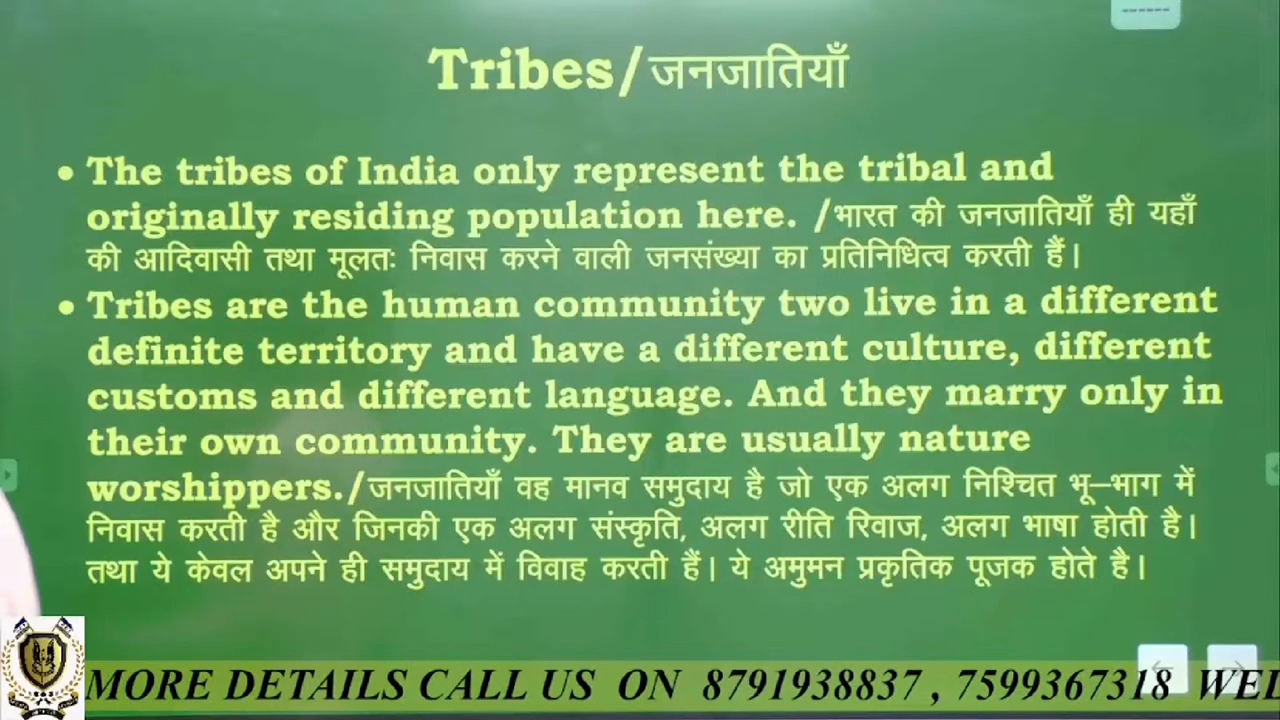 Tribes/जनजातियाँ
• The tribes of India only represent the tribal and
originally residing population here. /भारत की जनजातियाँ ही यहाँ
की आदिवासी तथा मूलतः निवास करने वाली जनसंख्या का प्रतिनिधित्व करती हैं।
• Tribes are the human community two live in a different
definite territory and have a different culture, different
customs and different language. And they marry only in
their own community. They are usually nature
worshippers./जनजातियाँ वह मानव समुदाय है जो एक अलग निश्चित भू–भाग में
निवास करती है और जिनकी एक अलग संस्कृति, अलग रीति रिवाज, अलग भाषा होती है।
तथा ये केवल अपने ही समुदाय में विवाह करती हैं। ये अमुमन प्रकृतिक पूजक होते है।
MORE DETAILS CALL US ON 8791938837 , 7599367318